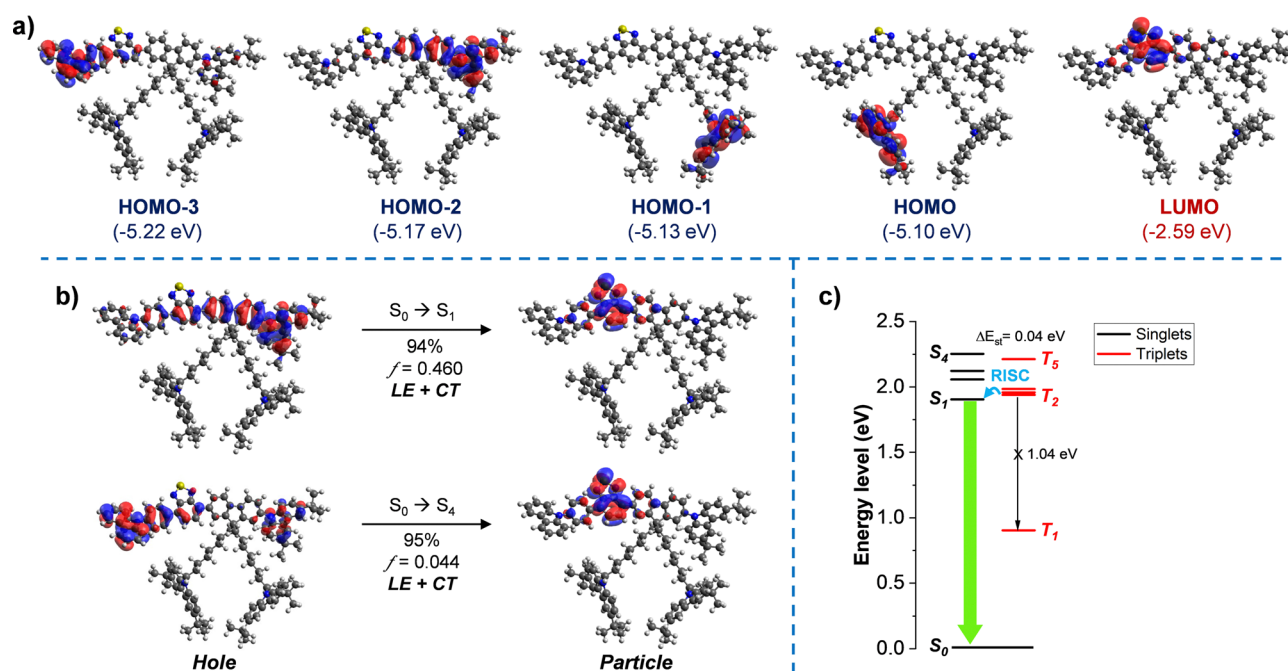 a)
HOMO-3
(-5.22 eV)
HOMO-2
(-5.17 eV)
HOMO-1
(-5.13 eV)
HOMO
(-5.10 eV)
LUMO
(-2.59 eV)
b)
S0 → S1
94%
f = 0.460
LE + CT
S0 → S4
95%
f = 0.044
LE + CT
Hole
Particle
c)
Energy level (eV)
2.5
2.0
1.5
1.0
0.5
0.0
ΔEst= 0.04 eV
Singlets
Triplets
S4
T5
RISC
S1
T2
X 1.04 eV
T1
S0